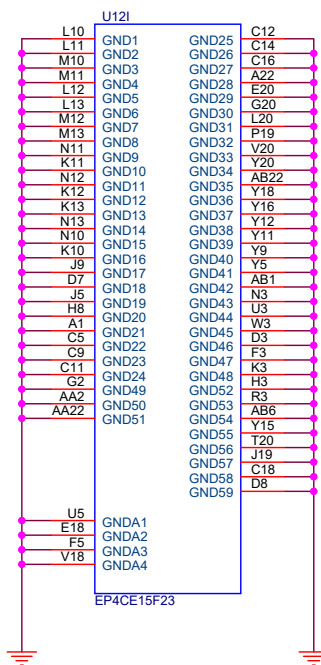 U12I
L10 GND1 GND25 C12
L11 GND2 GND26 C14
M10 GND3 GND27 C16
M11 GND4 GND28 A22
L12 GND5 GND29 E20
L13 GND6 GND30 G20
M12 GND7 GND31 L20
M13 GND8 GND32 P19
N11 GND9 GND33 V20
K11 GND10 GND34 Y20
N12 GND11 GND35 AB22
K12 GND12 GND36 Y18
K13 GND13 GND37 Y16
N13 GND14 GND38 Y12
N10 GND15 GND39 Y11
K10 GND16 GND40 Y9
J9 GND17 GND41 Y5
D7 GND18 GND42 AB1
J5 GND19 GND43 N3
H8 GND20 GND44 U3
A1 GND21 GND45 W3
C5 GND22 GND46 D3
C9 GND23 GND47 F3
C11 GND24 GND48 K3
G2 GND49 GND52 H3
AA2 GND50 GND53 R3
AA22 GND51 GND54 AB6
GND55 Y15
GND56 T20
GND57 J19
GND58 C18
GND59 D8
U5 GNDA1
E18 GNDA2
F5 GNDA3
V18 GNDA4
EP4CE15F23